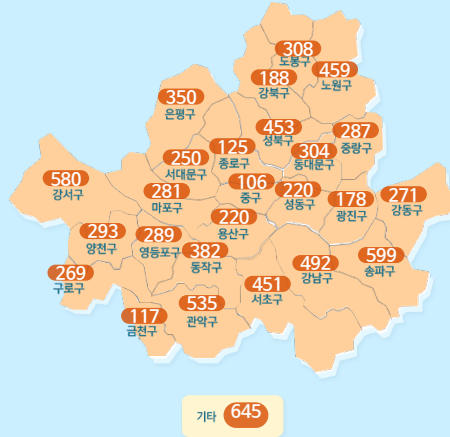 308
도봉구
459
노원구
188
강북구
350
은평구
453
성북구
287
중랑구
125
종로구
304
동대문구
250
서대문구
580
강서구
281
마포구
106
중구
220
성동구
178
광진구
271
강동구
220
용산구
293
양천구
289
영등포구
382
동작구
599
송파구
492
강남구
269
구로구
451
서초구
535
관악구
117
금천구
기타 645